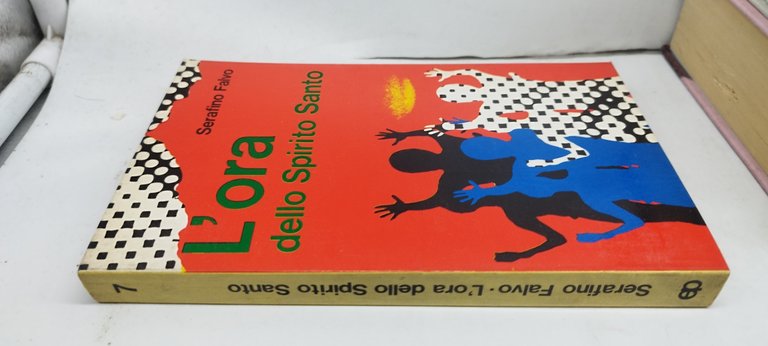 Serafino Falvo
L'ora
dello Spirito Santo
Serafino Falvo • L'ora dello Spirito Santo
7